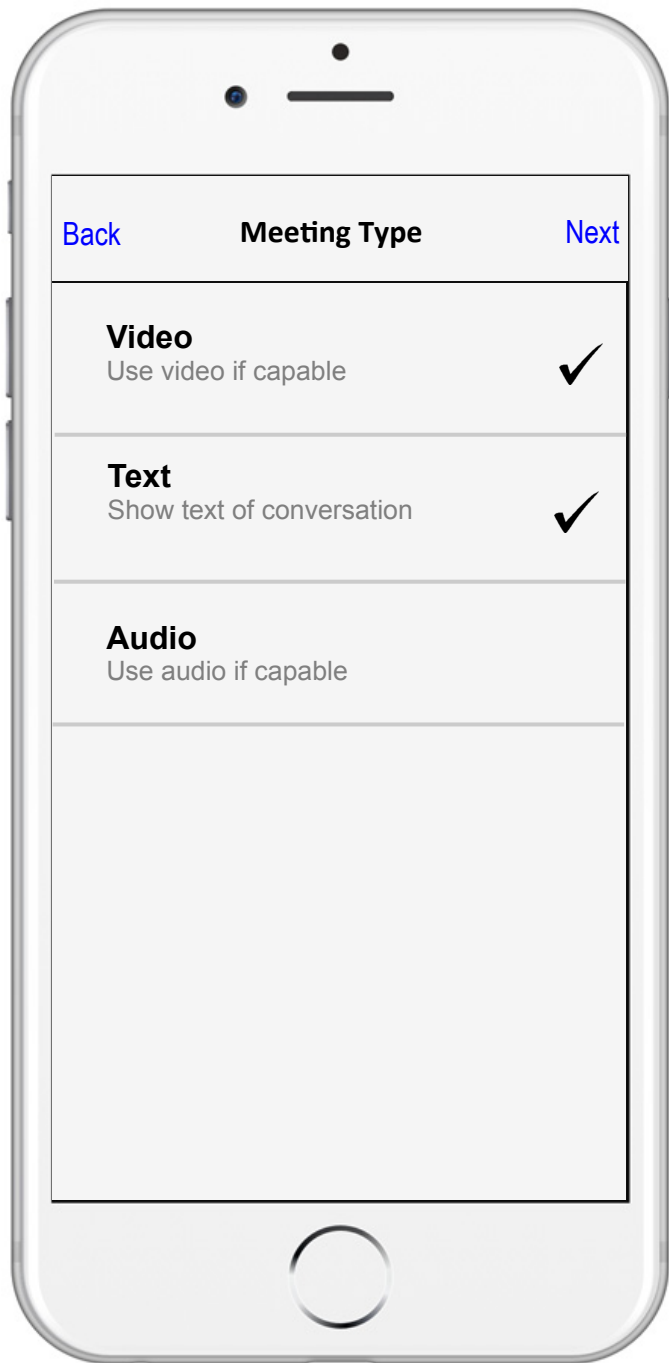 Back Meeting Type Next
Video
Use video if capable
Text
Show text of conversation
Audio
Use audio if capable